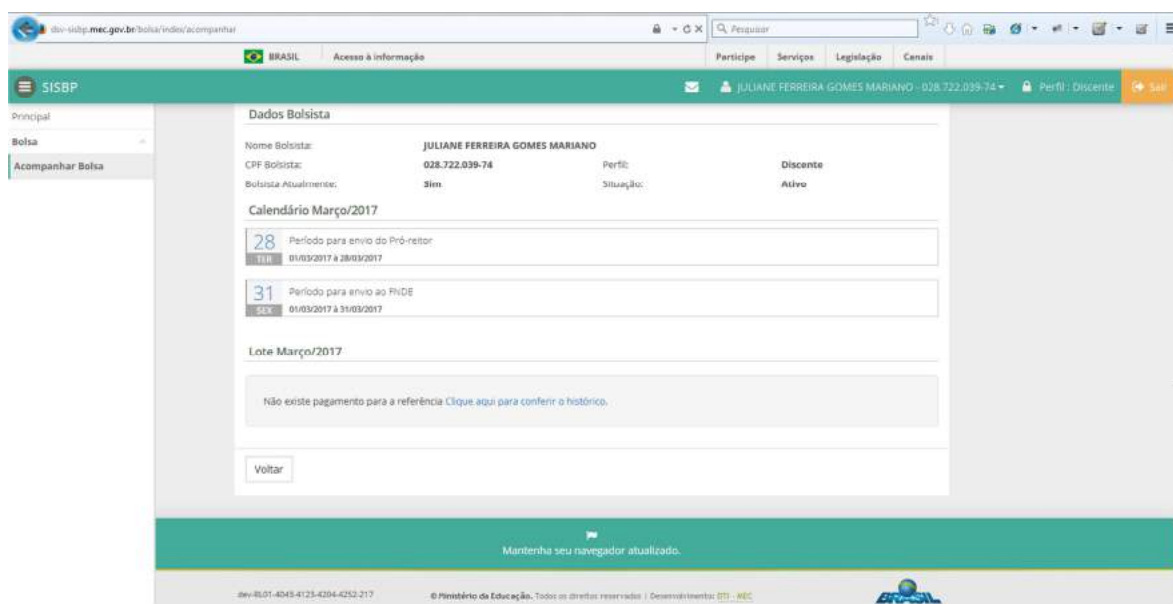 dsv-sisbp.mec.gov.br/bolsa/index/acompanhar
Pesquisar
BRASIL Acesso à informação Participe Serviços Legislação Canais
SISBP JULIANE FERREIRA GOMES MARIANO - 028.722.039-74 Perfil : Discente Sair
Principal
Bolsa
Acompanhar Bolsa
Dados Bolsista
Nome Bolsista: JULIANE FERREIRA GOMES MARIANO
CPF Bolsista: 028.722.039-74 Perfil: Discente
Bolsista Atualmente: Sim Situação: Ativo
Calendário Março/2017
28 Período para envio do Pró-reitor
TER 01/03/2017 à 28/03/2017
31 Período para envio ao FNDE
SEX 01/03/2017 à 31/03/2017
Lote Março/2017
Não existe pagamento para a referência Clique aqui para conferir o histórico.
Voltar
Mantenha seu navegador atualizado.
© Ministério da Educação. Todos os direitos reservados | Desenvolvimento: DTI - MEC
BRASIL